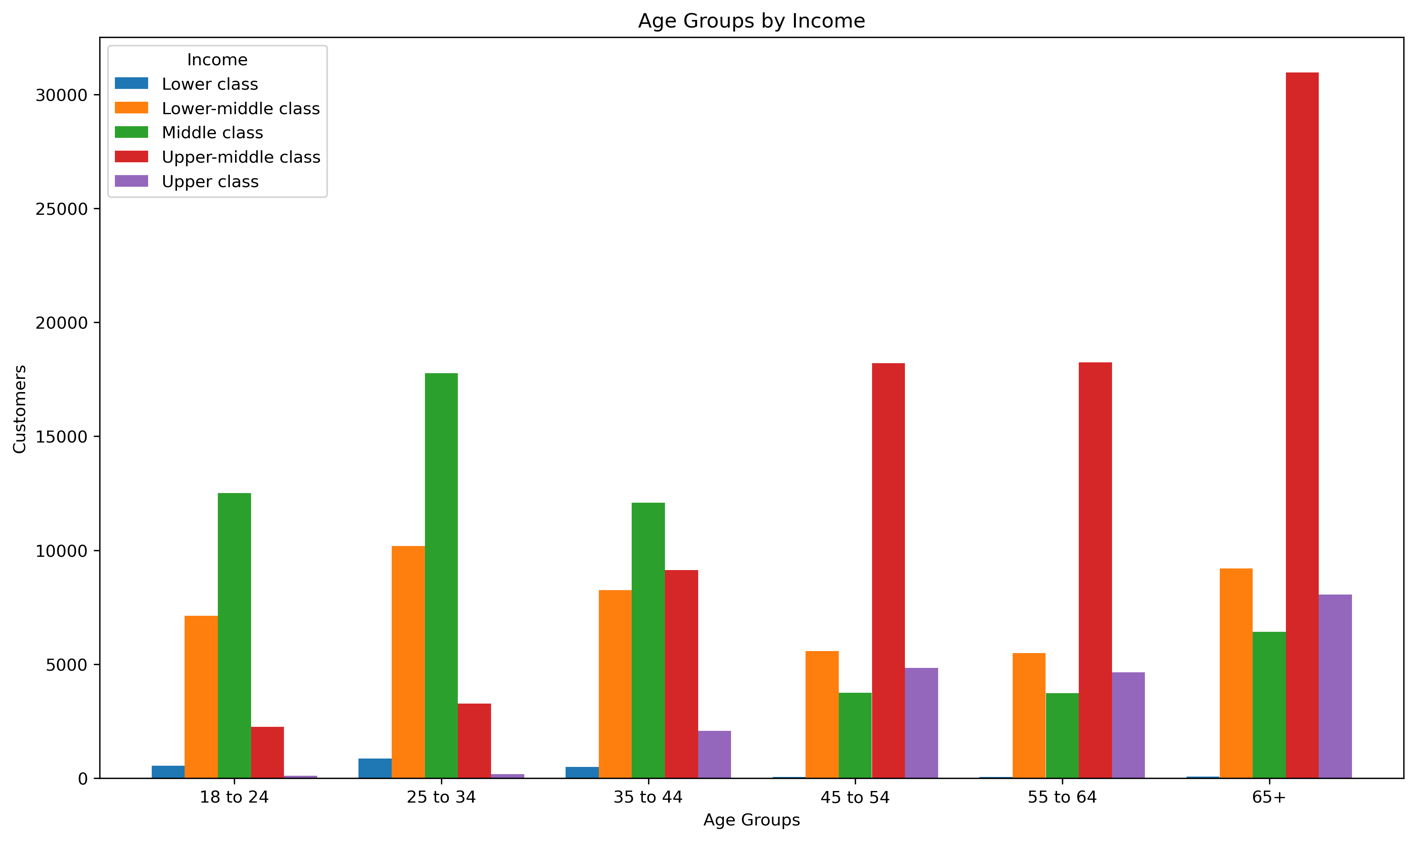 Age Groups by Income
Income
Lower class
Lower-middle class
Middle class
Upper-middle class
Upper class
30000
25000
20000
15000
10000
5000
0
Customers
18 to 24
25 to 34
35 to 44
45 to 54
55 to 64
65+
Age Groups